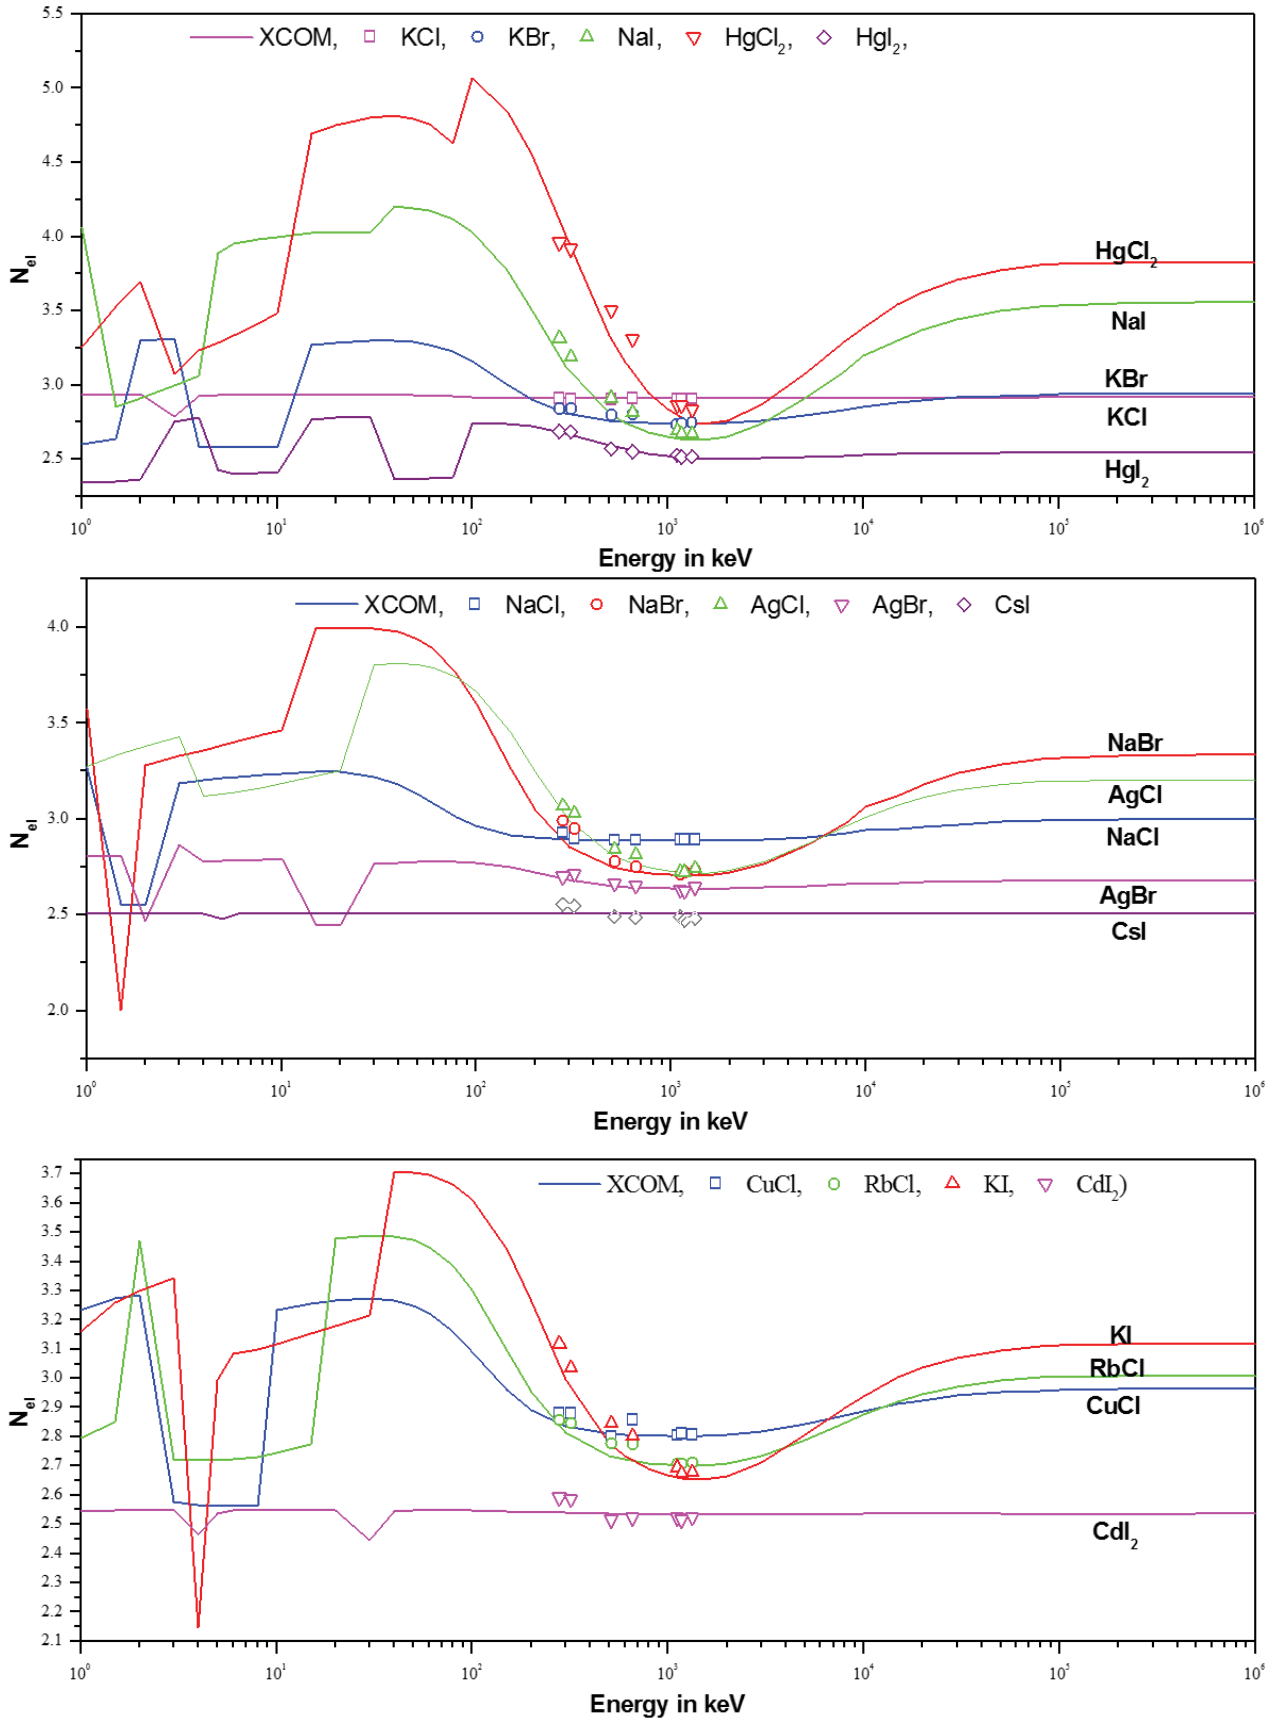 XCOM, KCl, KBr, NaI, HgCl₂, HgI₂,
5.5
5.0
4.5
4.0
3.5
3.0
2.5
N_el
HgCl₂
NaI
KBr
KCl
HgI₂
10⁰ 10¹ 10² 10³ 10⁴ 10⁵ 10⁶
Energy in keV
XCOM, NaCl, NaBr, AgCl, AgBr, CsI
4.0
3.5
3.0
2.5
2.0
N_el
NaBr
AgCl
NaCl
AgBr
CsI
10⁰ 10¹ 10² 10³ 10⁴ 10⁵ 10⁶
Energy in keV
XCOM, CuCl, RbCl, KI, CdI₂)
3.7
3.6
3.5
3.4
3.3
3.2
3.1
3.0
2.9
2.8
2.7
2.6
2.5
2.4
2.3
2.2
2.1
N_el
KI
RbCl
CuCl
CdI₂
10⁰ 10¹ 10² 10³ 10⁴ 10⁵ 10⁶
Energy in keV